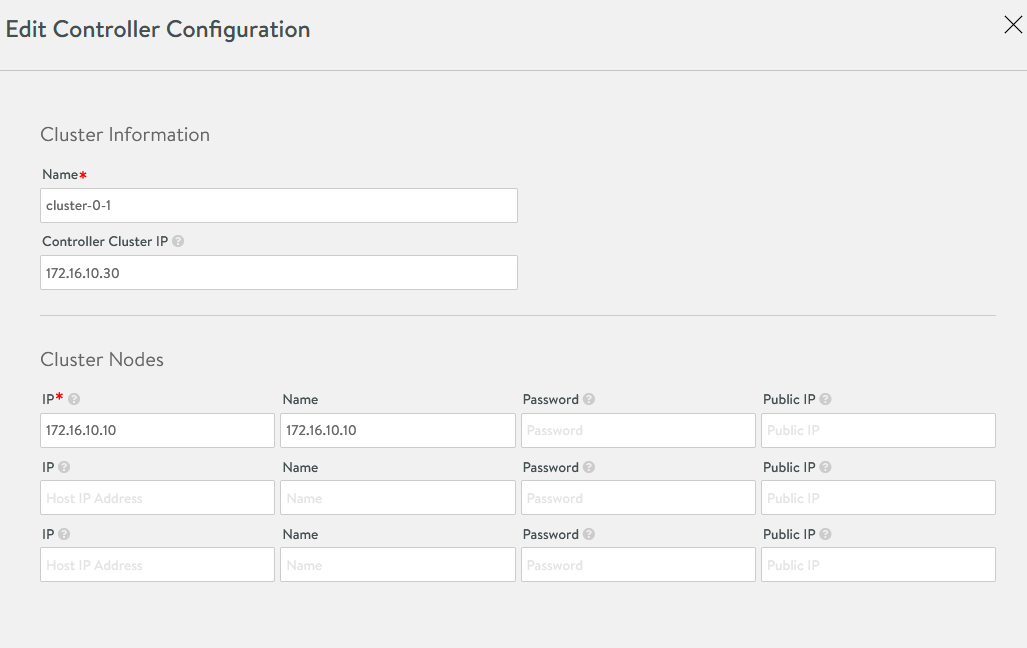 Edit Controller Configuration
Cluster Information
Name*
cluster-0-1
Controller Cluster IP ?
172.16.10.30
Cluster Nodes
IP* ? Name Password ? Public IP ?
172.16.10.10 172.16.10.10 Password Public IP
IP ? Name Password ? Public IP ?
Host IP Address Name Password Public IP
IP ? Name Password ? Public IP ?
Host IP Address Name Password Public IP